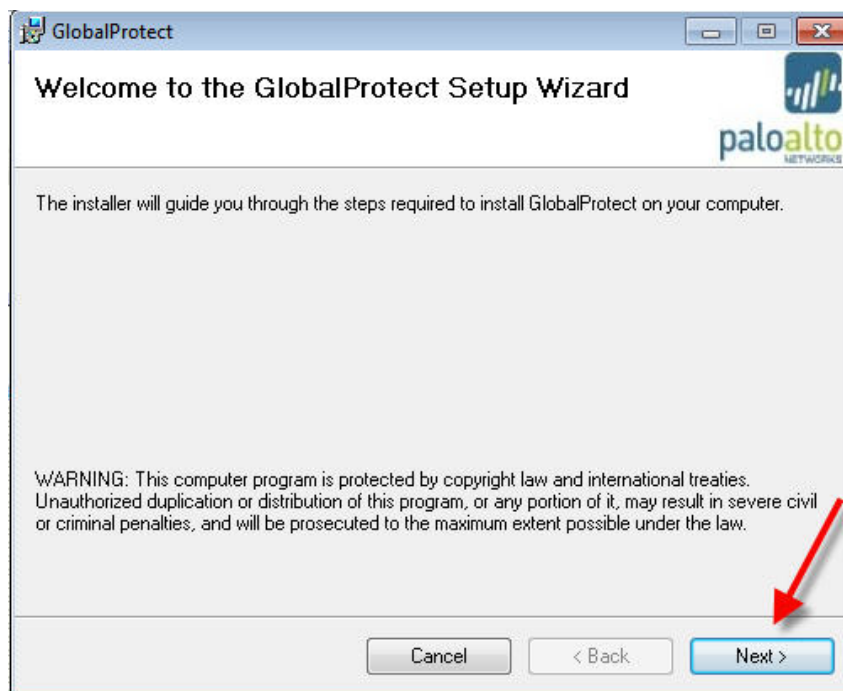 GlobalProtect
Welcome to the GlobalProtect Setup Wizard
paloalto
NETWORKS
The installer will guide you through the steps required to install GlobalProtect on your computer.
WARNING: This computer program is protected by copyright law and international treaties.
Unauthorized duplication or distribution of this program, or any portion of it, may result in severe civil
or criminal penalties, and will be prosecuted to the maximum extent possible under the law.
Cancel
< Back
Next >